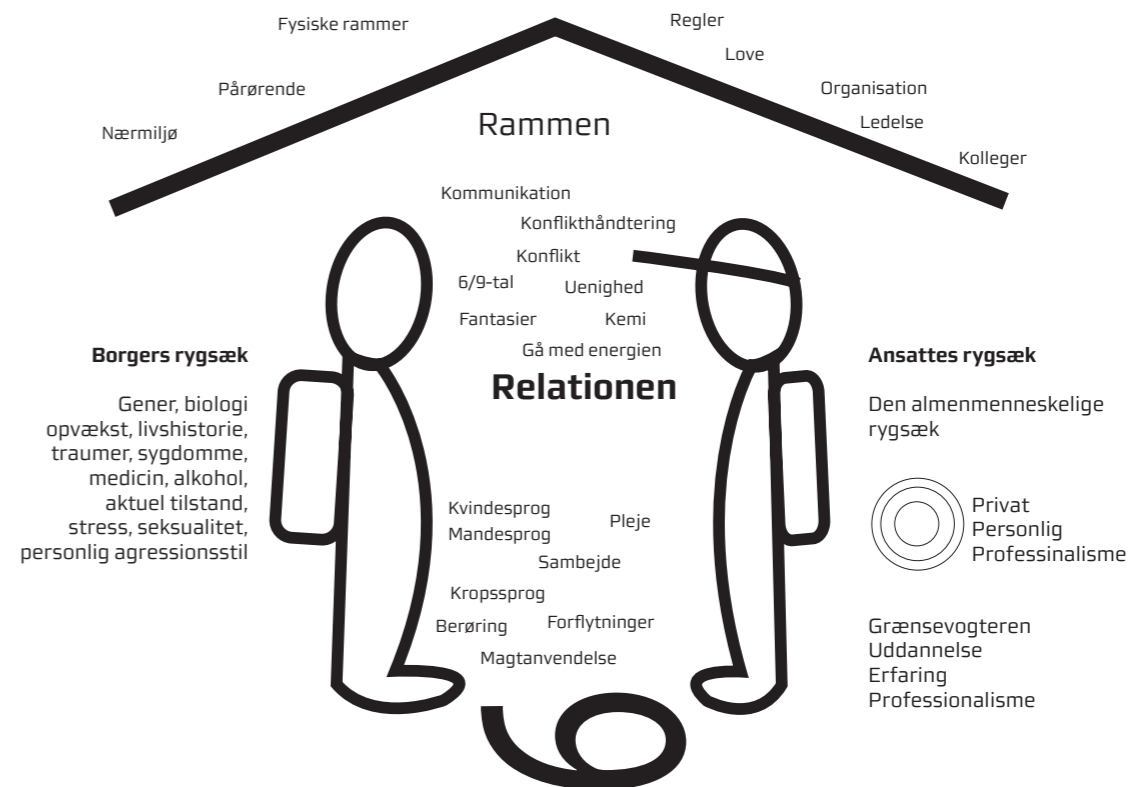 Fysiske rammer
Regler
Love
Pårørende
Organisation
Nærmiljø
Ledelse
Kolleger
Rammen
Kommunikation
Konflikthåndtering
Konflikt
6/9-tal
Uenighed
Fantasier
Kemi
Gå med energien
Relationen
Borgers rygsæk
Gener, biologi
opvækst, livshistorie,
traumer, sygdomme,
medicin, alkohol,
aktuel tilstand,
stress, seksualitet,
personlig agressionsstil
Kvindesprog
Pleje
Mandesprog
Sambejde
Kropssprog
Berøring
Forflytninger
Magtanvendelse
Ansattes rygsæk
Den almenmenneskelige
rygsæk
Privat
Personlig
Professinalisme
Grænsevogteren
Uddannelse
Erfaring
Professionalisme